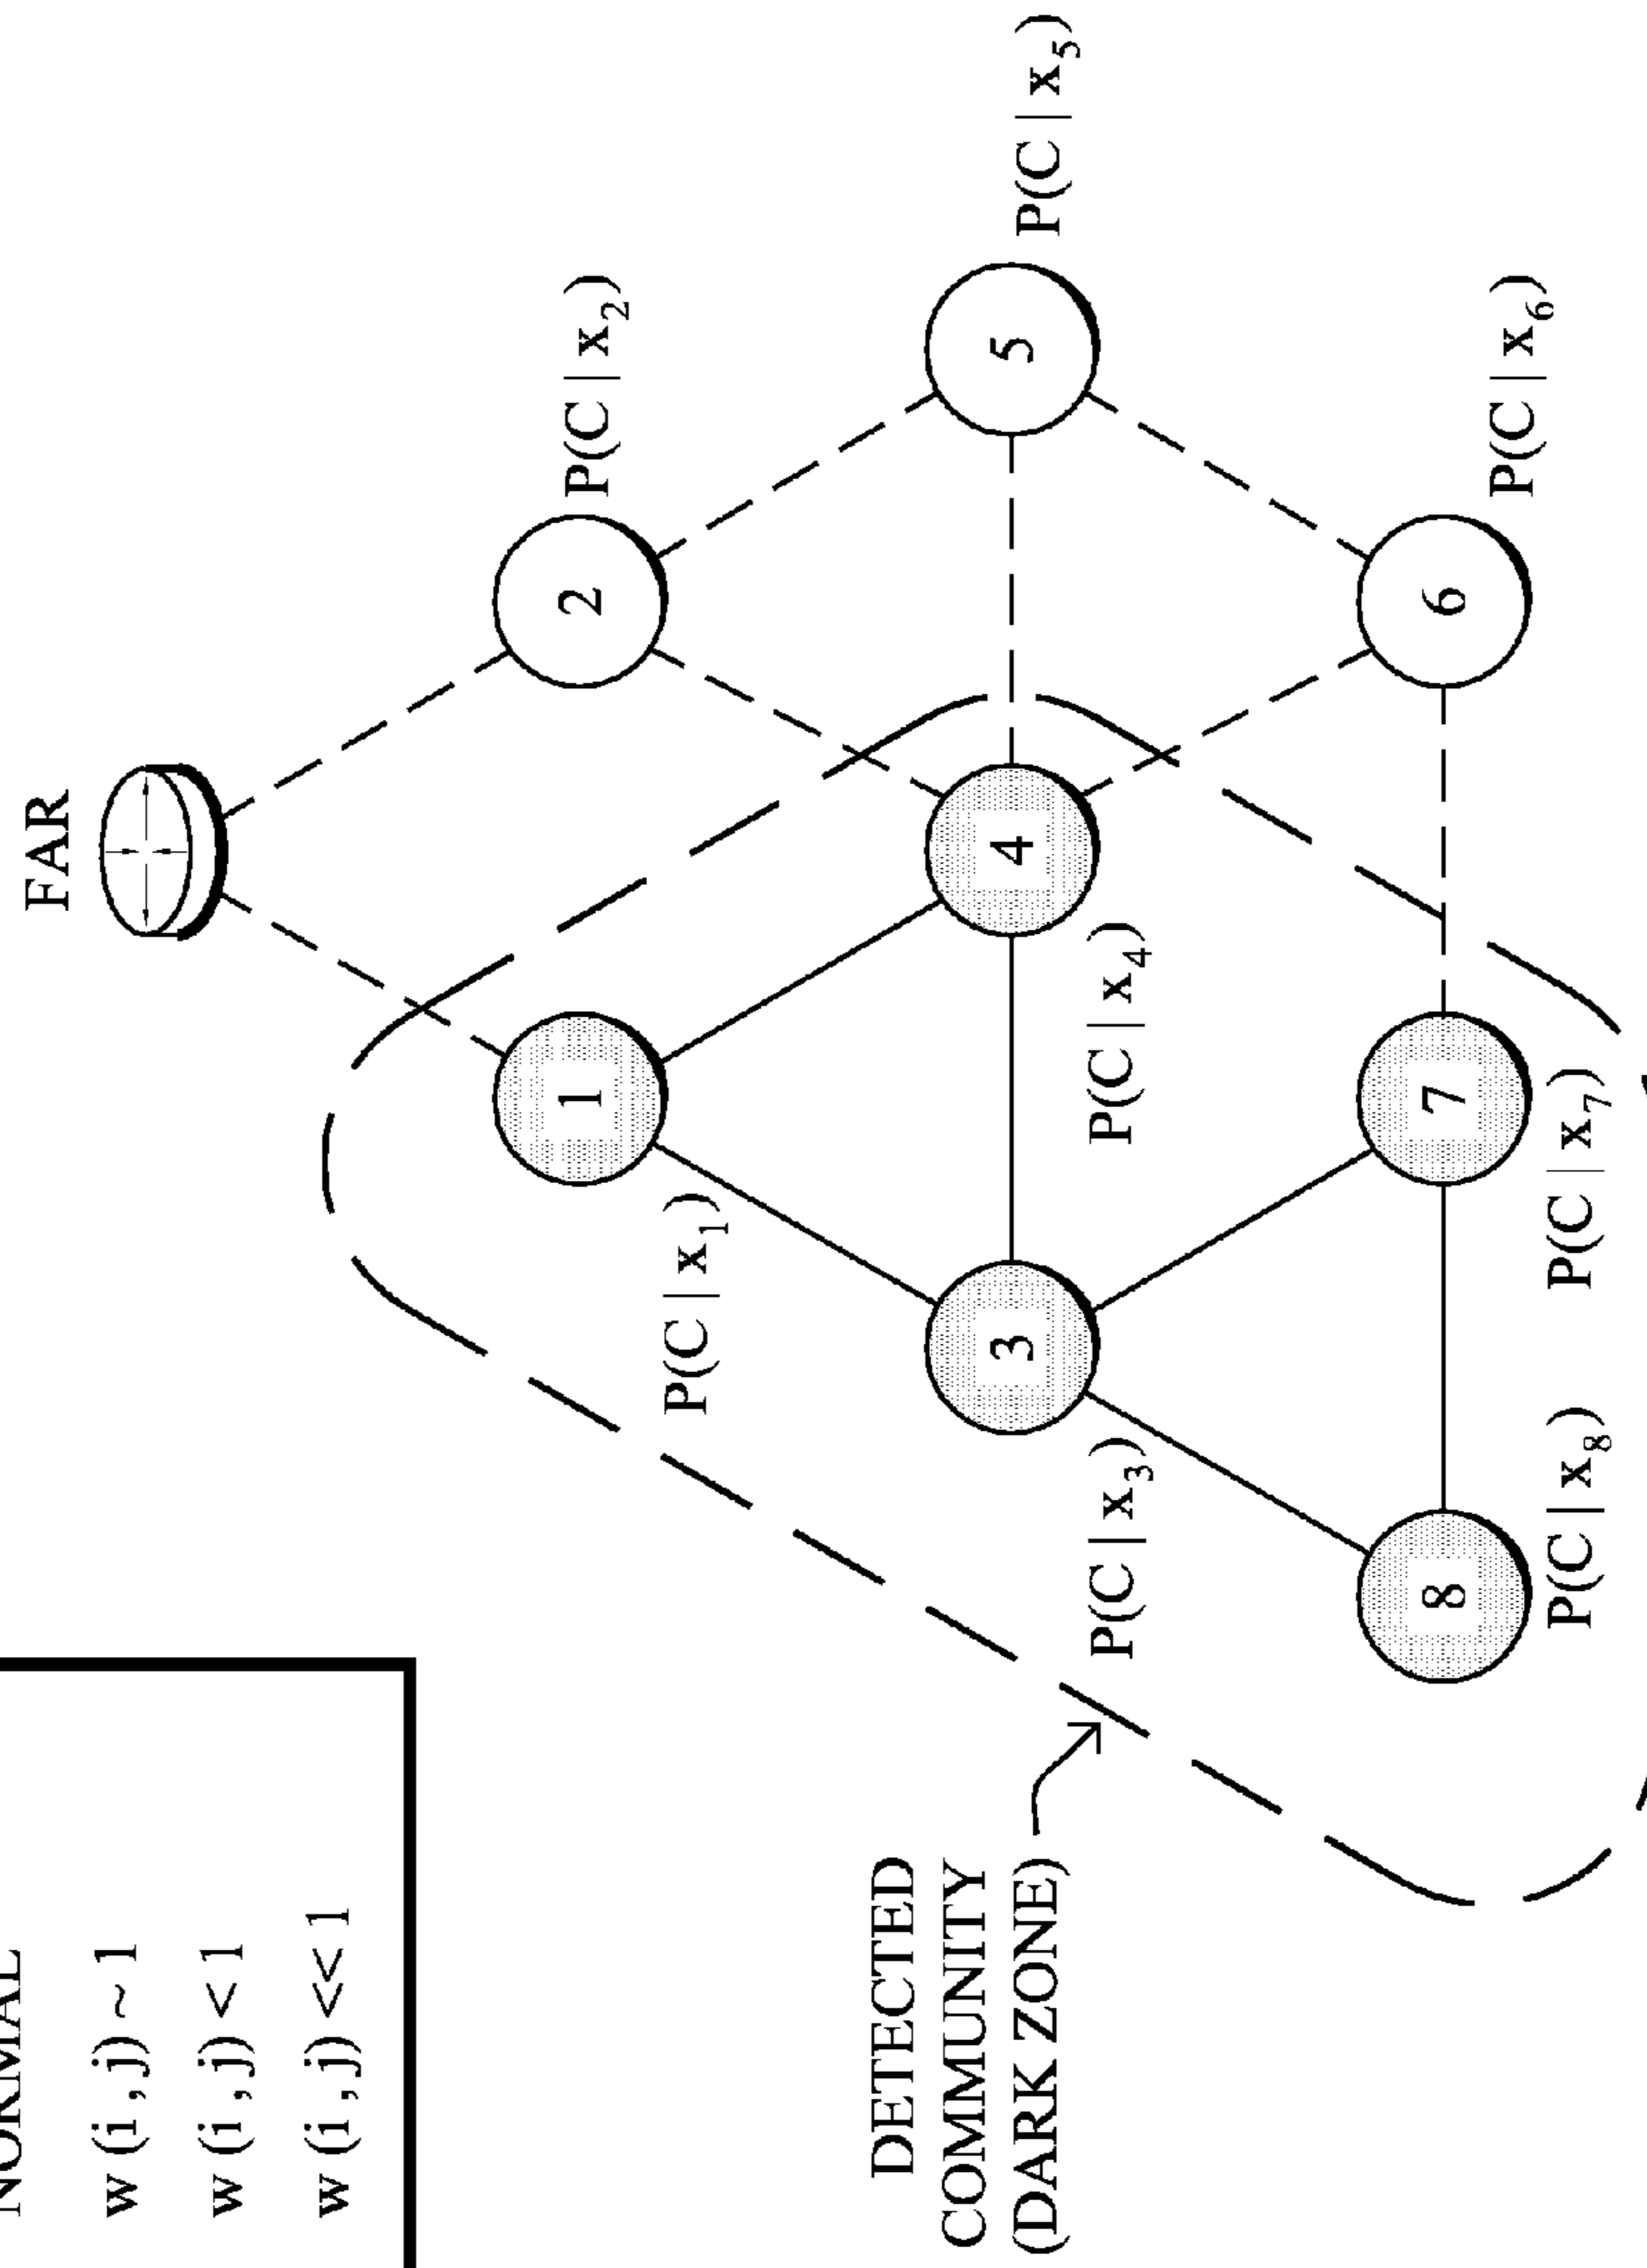 NORMAL
w (i , j) ~ 1
w (i , j) < 1
w (i , j) << 1
FAR
1
P(C | x₁)
2
P(C | x₂)
DETECTED
COMMUNITY
(DARK ZONE)
3
P(C | x₃)
4
P(C | x₄)
5
P(C | x₅)
8
P(C | x₈)
7
P(C | x₇)
6
P(C | x₆)